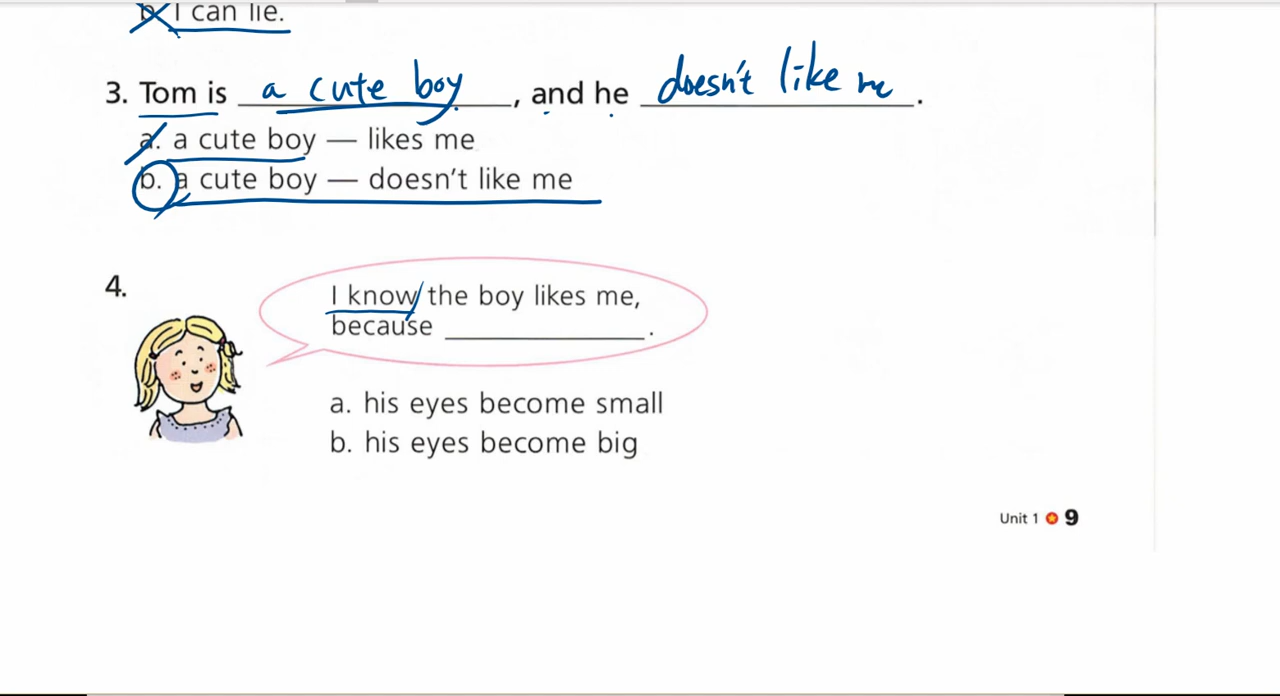 b. I can lie.
3. Tom is a cute boy, and he doesn't like me.
a. a cute boy — likes me
b. a cute boy — doesn't like me
4.
I know the boy likes me,
because ____________.
a. his eyes become small
b. his eyes become big
Unit 1 9